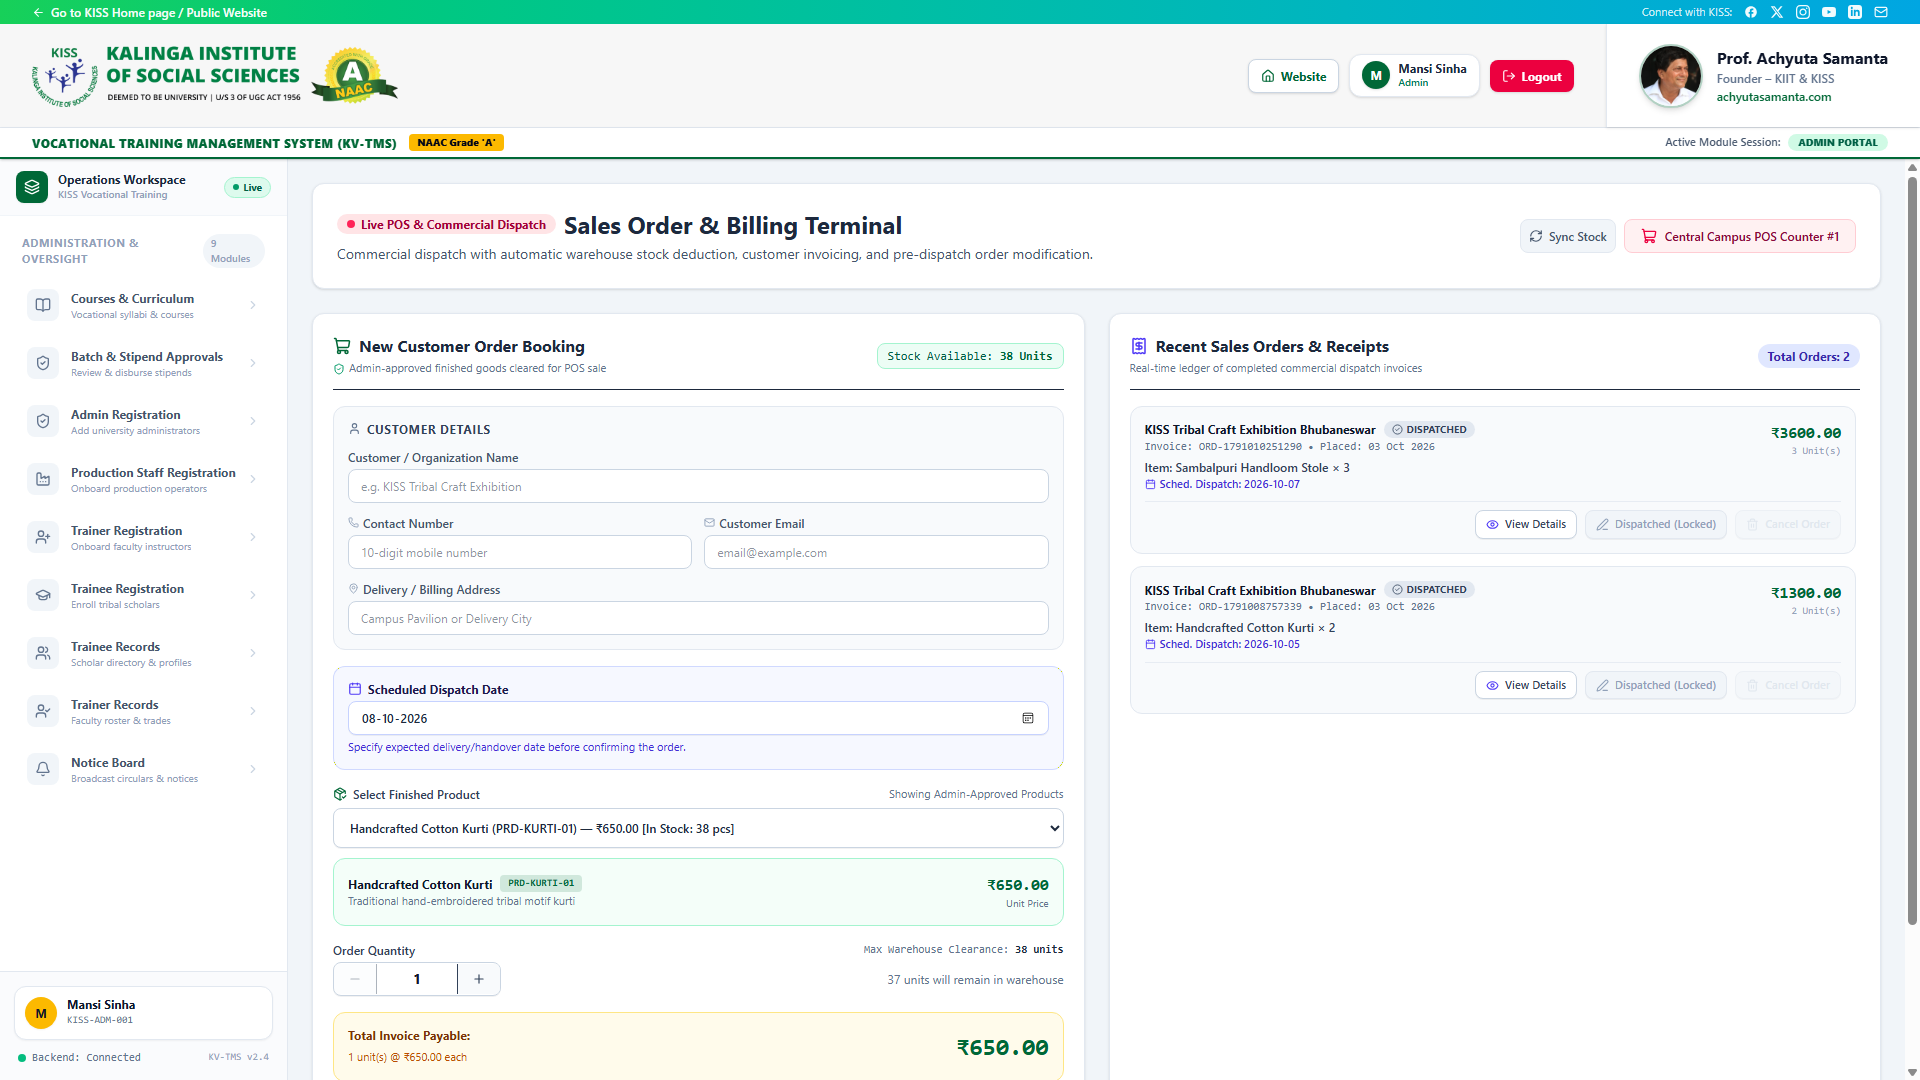 Go to KISS Home page / Public Website
Connect with KISS:
KISS
KALINGA INSTITUTE OF SOCIAL SCIENCES
KALINGA INSTITUTE
OF SOCIAL SCIENCES
DEEMED TO BE UNIVERSITY | U/S 3 OF UGC ACT 1956
A
NAAC
Website
M
Mansi Sinha
Admin
Logout
Prof. Achyuta Samanta
Founder – KIIT & KISS
achyutasamanta.com
VOCATIONAL TRAINING MANAGEMENT SYSTEM (KV-TMS)
NAAC Grade 'A'
Active Module Session:
ADMIN PORTAL
Operations Workspace
KISS Vocational Training
Live
ADMINISTRATION &
OVERSIGHT
9
Modules
Courses & Curriculum
Vocational syllabi & courses
Batch & Stipend Approvals
Review & disburse stipends
Admin Registration
Add university administrators
Production Staff Registration
Onboard production operators
Trainer Registration
Onboard faculty instructors
Trainee Registration
Enroll tribal scholars
Trainee Records
Scholar directory & profiles
Trainer Records
Faculty roster & trades
Notice Board
Broadcast circulars & notices
M
Mansi Sinha
KISS-ADM-001
Backend: Connected
KV-TMS v2.4
Live POS & Commercial Dispatch
Sales Order & Billing Terminal
Commercial dispatch with automatic warehouse stock deduction, customer invoicing, and pre-dispatch order modification.
Sync Stock
Central Campus POS Counter #1
New Customer Order Booking
Admin-approved finished goods cleared for POS sale
Stock Available: 38 Units
CUSTOMER DETAILS
Customer / Organization Name
e.g. KISS Tribal Craft Exhibition
Contact Number
10-digit mobile number
Customer Email
email@example.com
Delivery / Billing Address
Campus Pavilion or Delivery City
Scheduled Dispatch Date
08-10-2026
Specify expected delivery/handover date before confirming the order.
Select Finished Product
Showing Admin-Approved Products
Handcrafted Cotton Kurti (PRD-KURTI-01) — ₹650.00 [In Stock: 38 pcs]
Handcrafted Cotton Kurti
PRD-KURTI-01
Traditional hand-embroidered tribal motif kurti
₹650.00
Unit Price
Order Quantity
Max Warehouse Clearance: 38 units
− 1 +
37 units will remain in warehouse
Total Invoice Payable:
1 unit(s) @ ₹650.00 each
₹650.00
Recent Sales Orders & Receipts
Real-time ledger of completed commercial dispatch invoices
Total Orders: 2
KISS Tribal Craft Exhibition Bhubaneswar
DISPATCHED
₹3600.00
Invoice: ORD-1791010251290 • Placed: 03 Oct 2026
3 Unit(s)
Item: Sambalpuri Handloom Stole × 3
Sched. Dispatch: 2026-10-07
View Details
Dispatched (Locked)
Cancel Order
KISS Tribal Craft Exhibition Bhubaneswar
DISPATCHED
₹1300.00
Invoice: ORD-1791008757339 • Placed: 03 Oct 2026
2 Unit(s)
Item: Handcrafted Cotton Kurti × 2
Sched. Dispatch: 2026-10-05
View Details
Dispatched (Locked)
Cancel Order